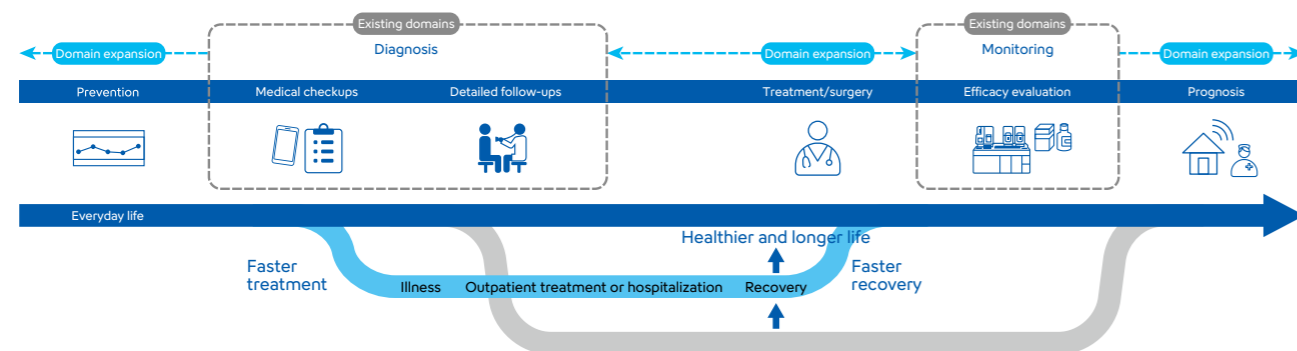 Existing domains
Existing domains
Domain expansion
Diagnosis
Domain expansion
Monitoring
Domain expansion
Prevention
Medical checkups
Detailed follow-ups
Treatment/surgery
Efficacy evaluation
Prognosis
Everyday life
Healthier and longer life
Faster
treatment
Faster
recovery
Illness
Outpatient treatment or hospitalization
Recovery